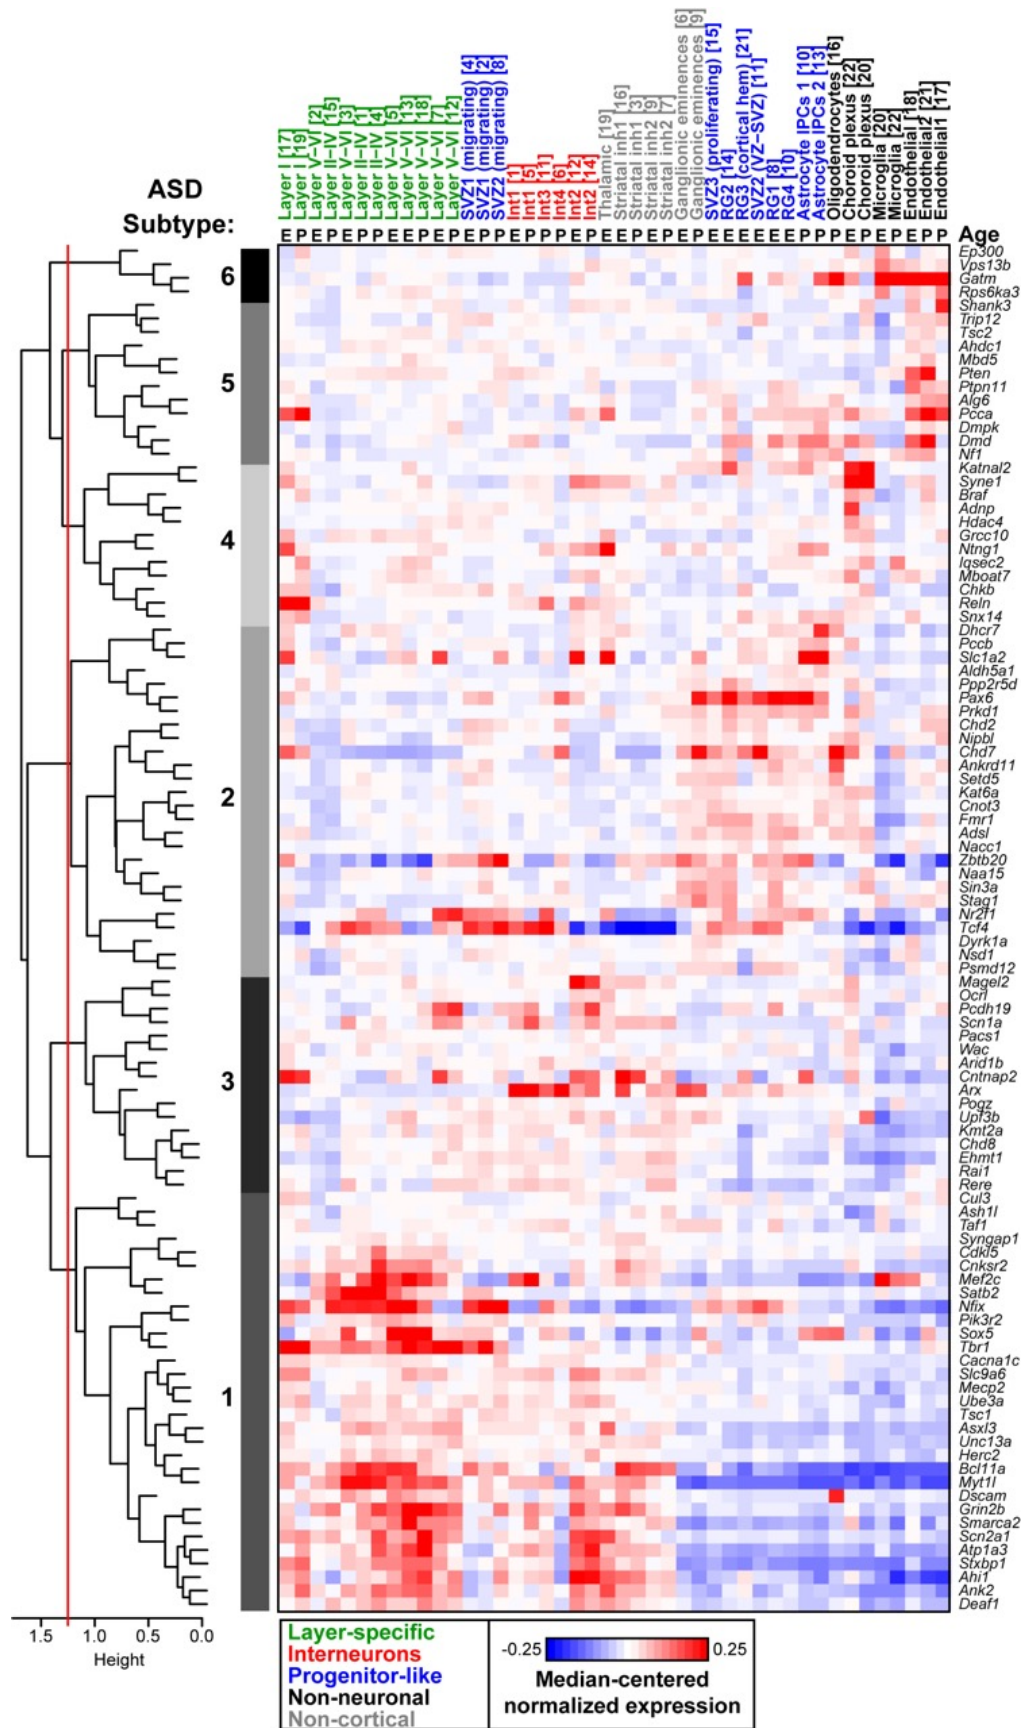 ASD
Subtype:
Layer I [17]
Layer I [19]
Layer V-VI [2]
Layer II-IV [15]
Layer V-VI [3]
Layer II-IV [1]
Layer II-IV [4]
Layer V-VI [5]
Layer V-VI [3]
Layer V-VI [18]
Layer V-VI [7]
Layer V-VI [12]
SVZ1 (migrating) [4]
SVZ1 (migrating) [2]
SVZ2 (migrating) [8]
Int1 [1]
Int1 [5]
Int3 [11]
Int4 [6]
Int2 [12]
Int2 [14]
Thalamic [19]
Striatal inh1 [16]
Striatal inh1 [3]
Striatal inh2 [9]
Striatal inh2 [7]
Ganglionic eminences [6]
Ganglionic eminences [9]
SVZ3 (proliferating) [15]
RG2 [14]
RG3 (cortical hem) [21]
SVZ2 (VZ-SVZ) [11]
RG1 [8]
RG4 [10]
Astrocyte IPCs 1 [10]
Astrocyte IPCs 2 [13]
Oligodendrocytes [16]
Choroid plexus [22]
Choroid plexus [20]
Microglia [20]
Microglia [22]
Endothelial [18]
Endothelial2 [21]
Endothelial1 [17]
E P E P E P E P E P E P E P E P E P E P E P E P E P E P E P E P E P E P E P E P E P E P Age
6
5
4
2
3
1
Ep300
Vps13b
Gatm
Rps6ka3
Shank3
Trip12
Tsc2
Ahdc1
Mbd5
Pten
Ptpn11
Alg6
Pcca
Dmpk
Dmd
Nf1
Katnal2
Syne1
Braf
Adnp
Hdac4
Grcc10
Ntng1
Iqsec2
Mboat7
Chkb
Reln
Snx14
Dhcr7
Pccb
Slc1a2
Aldh5a1
Ppp2r5d
Pax6
Prkd1
Chd2
Nipbl
Chd7
Ankrd11
Setd5
Kat6a
Cnot3
Fmr1
Adsl
Nacc1
Zbtb20
Naa15
Sin3a
Stag1
Nr2f1
Tcf4
Dyrk1a
Nsd1
Psmd12
Magel2
Ocrl
Pcdh19
Scn1a
Pacs1
Wac
Arid1b
Cntnap2
Arx
Pogz
Upf3b
Kmt2a
Chd8
Ehmt1
Rai1
Rere
Cul3
Ash1l
Taf1
Syngap1
Cdkl5
Cnksr2
Mef2c
Satb2
Nfix
Pik3r2
Sox5
Tbr1
Cacna1c
Slc9a6
Mecp2
Ube3a
Tsc1
Asxl3
Unc13a
Herc2
Bcl11a
Myt1l
Dscam
Grin2b
Smarca2
Scn2a1
Atp1a3
Stxbp1
Ahi1
Ank2
Deaf1
1.5 1.0 0.5 0.0
Height
Layer-specific
Interneurons
Progenitor-like
Non-neuronal
Non-cortical
-0.25 0.25
Median-centered
normalized expression